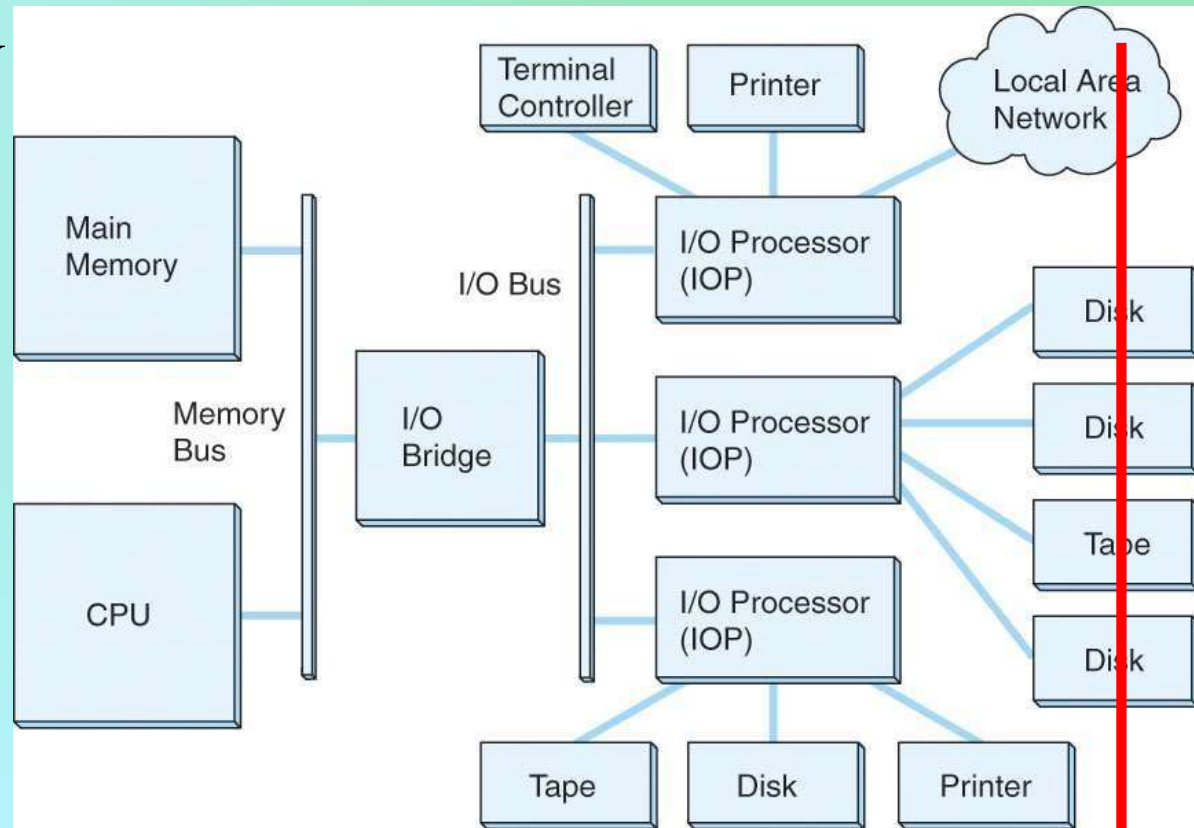 Terminal
Controller
Printer
Local Area
Network
Main
Memory
I/O Bus
I/O Processor
(IOP)
Disk
Memory
Bus
I/O
Bridge
I/O Processor
(IOP)
Disk
Tape
CPU
I/O Processor
(IOP)
Disk
Tape
Disk
Printer